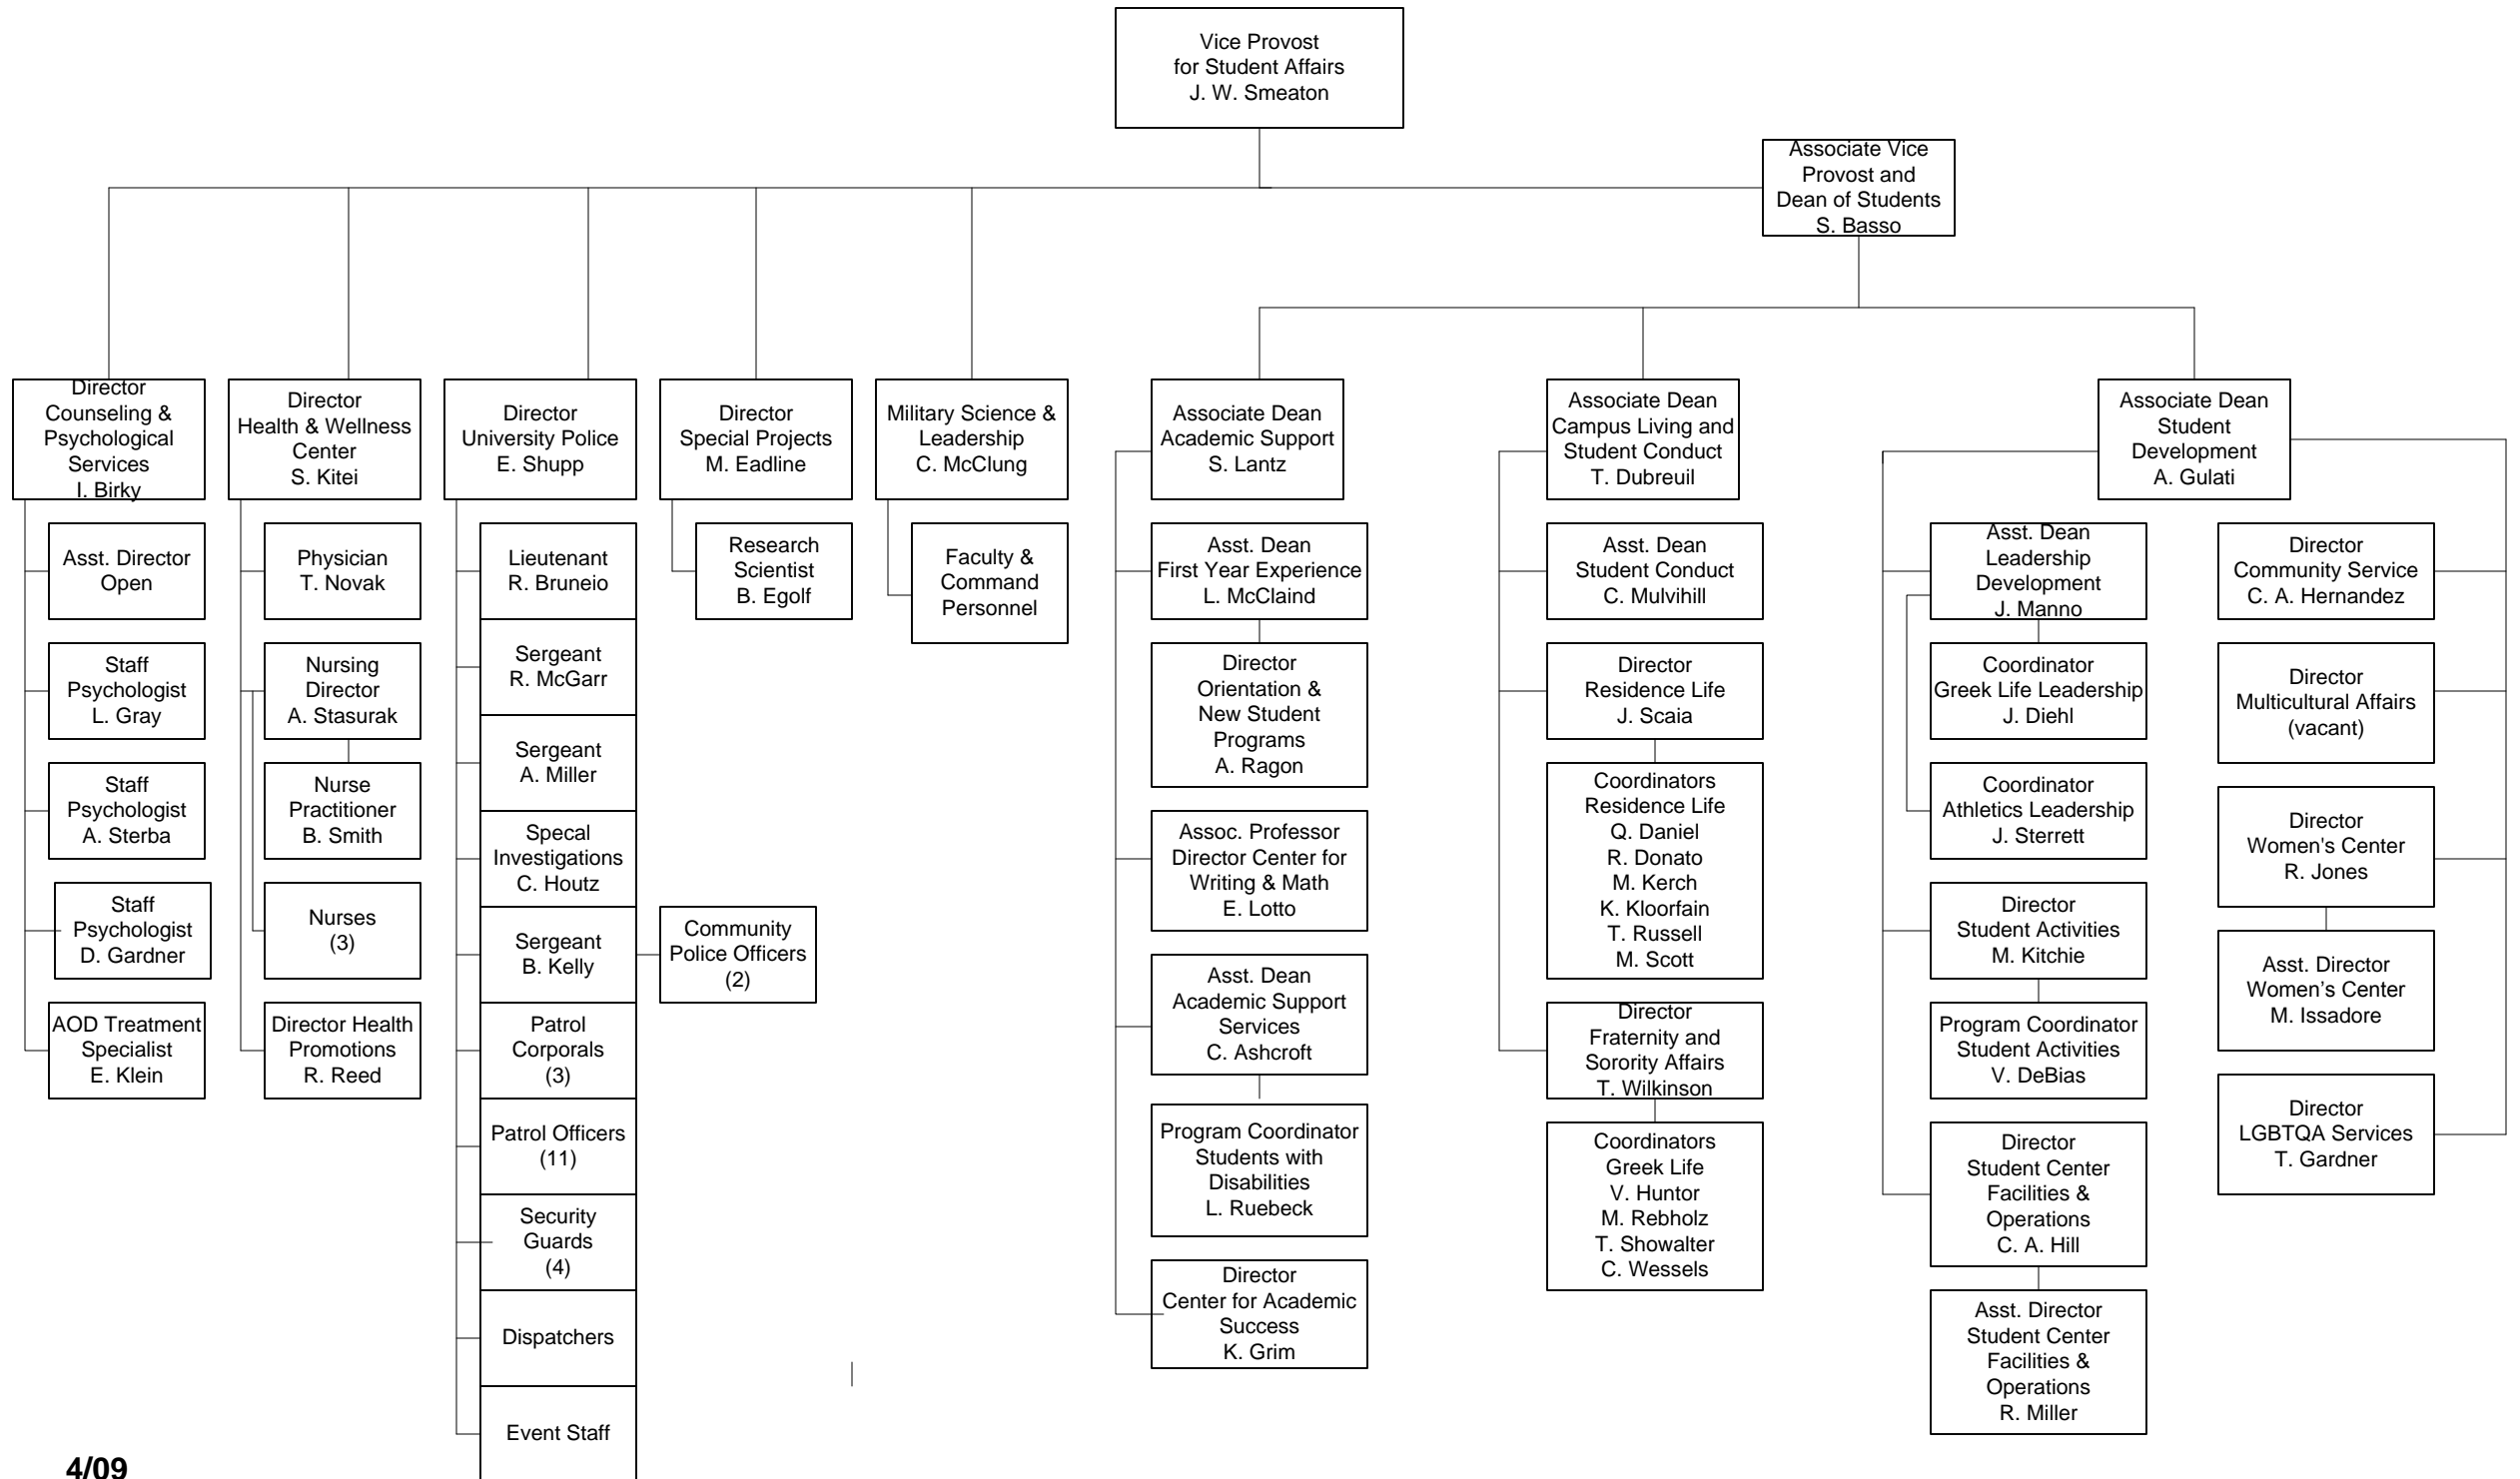 Vice Provost
for Student Affairs
J. W. Smeaton
Associate Vice
Provost and
Dean of Students
S. Basso
Director
Counseling &
Psychological
Services
I. Birky
Asst. Director
Open
Staff
Psychologist
L. Gray
Staff
Psychologist
A. Sterba
Staff
Psychologist
D. Gardner
AOD Treatment
Specialist
E. Klein
Director
Health & Wellness
Center
S. Kitei
Physician
T. Novak
Nursing
Director
A. Stasurak
Nurse
Practitioner
B. Smith
Nurses
(3)
Director Health
Promotions
R. Reed
Director
University Police
E. Shupp
Lieutenant
R. Bruneio
Sergeant
R. McGarr
Sergeant
A. Miller
Specal
Investigations
C. Houtz
Sergeant
B. Kelly
Community
Police Officers
(2)
Patrol
Corporals
(3)
Patrol Officers
(11)
Security
Guards
(4)
Dispatchers
Event Staff
Director
Special Projects
M. Eadline
Research
Scientist
B. Egolf
Military Science &
Leadership
C. McClung
Faculty &
Command
Personnel
Associate Dean
Academic Support
S. Lantz
Asst. Dean
First Year Experience
L. McClaind
Director
Orientation &
New Student
Programs
A. Ragon
Assoc. Professor
Director Center for
Writing & Math
E. Lotto
Asst. Dean
Academic Support
Services
C. Ashcroft
Program Coordinator
Students with
Disabilities
L. Ruebeck
Director
Center for Academic
Success
K. Grim
Associate Dean
Campus Living and
Student Conduct
T. Dubreuil
Asst. Dean
Student Conduct
C. Mulvihill
Director
Residence Life
J. Scaia
Coordinators
Residence Life
Q. Daniel
R. Donato
M. Kerch
K. Kloorfain
T. Russell
M. Scott
Director
Fraternity and
Sorority Affairs
T. Wilkinson
Coordinators
Greek Life
V. Huntor
M. Rebholz
T. Showalter
C. Wessels
Associate Dean
Student
Development
A. Gulati
Asst. Dean
Leadership
Development
J. Manno
Coordinator
Greek Life Leadership
J. Diehl
Coordinator
Athletics Leadership
J. Sterrett
Director
Student Activities
M. Kitchie
Program Coordinator
Student Activities
V. DeBias
Director
Student Center
Facilities &
Operations
C. A. Hill
Asst. Director
Student Center
Facilities &
Operations
R. Miller
Director
Community Service
C. A. Hernandez
Director
Multicultural Affairs
(vacant)
Director
Women's Center
R. Jones
Asst. Director
Women’s Center
M. Issadore
Director
LGBTQA Services
T. Gardner
4/09